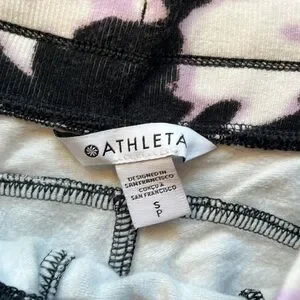 ATHLETA
DESIGNED IN
SAN FRANCISCO
CONÇU À
SAN FRANCISCO
S
P